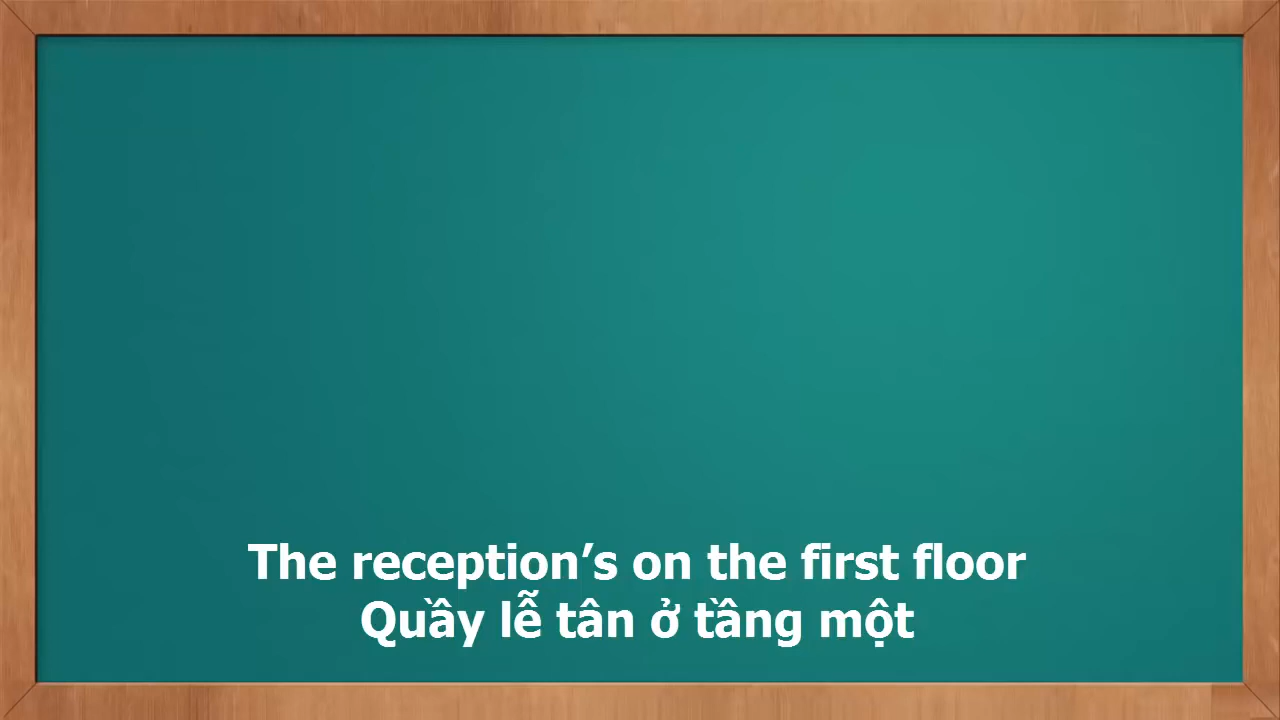 The reception’s on the first floor
Quầy lễ tân ở tầng một